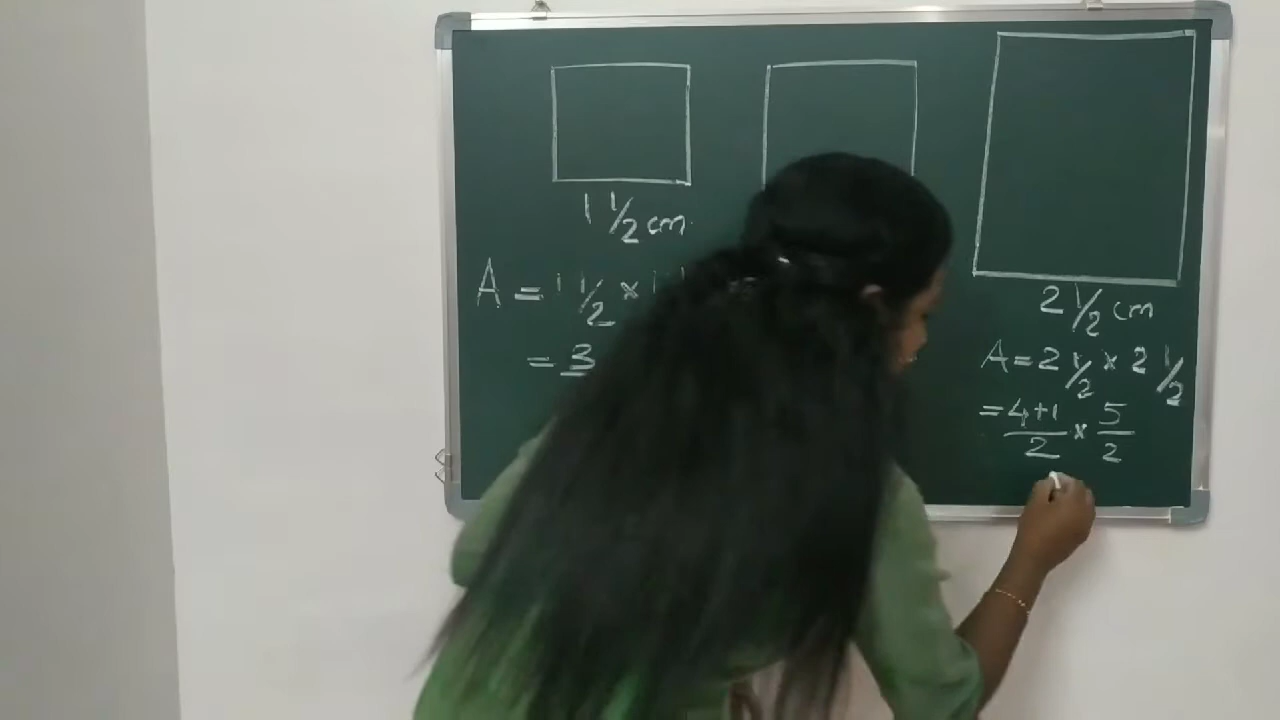 1 1/2 cm
A = 1 1/2 × 1
= 3
2 1/2 cm
A = 2 1/2 × 2 1/2
= 4+1/2 × 5/2